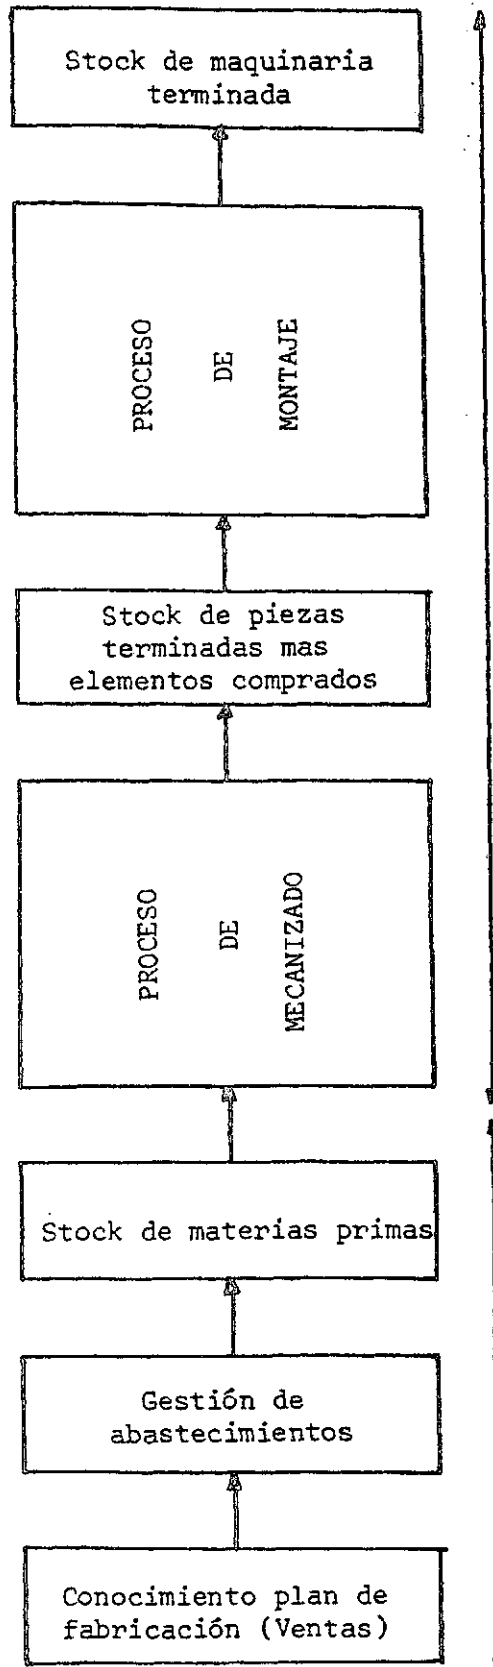 Stock de maquinaria
terminada
PROCESO
DE
MONTAJE
Stock de piezas
terminadas mas
elementos comprados
PROCESO
DE
MECANIZADO
Stock de materias primas
Gestión de
abastecimientos
Conocimiento plan de
fabricación (Ventas)